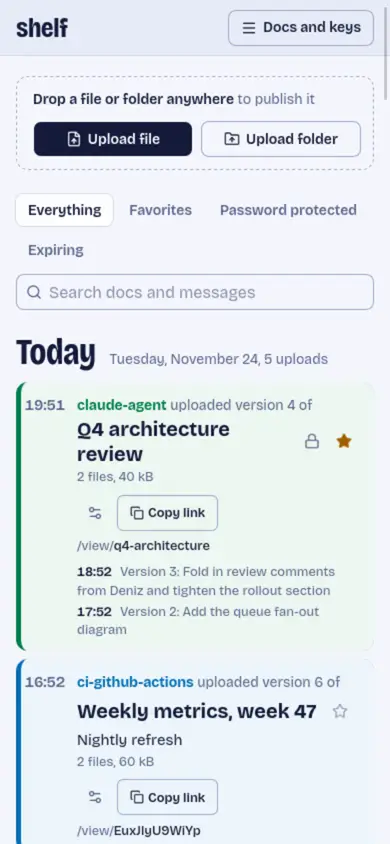 shelf
Docs and keys
Drop a file or folder anywhere to publish it
Upload file
Upload folder
Everything
Favorites
Password protected
Expiring
Search docs and messages
Today
Tuesday, November 24, 5 uploads
19:51 claude-agent uploaded version 4 of
Q4 architecture
review
2 files, 40 kB
Copy link
/view/q4-architecture
18:52 Version 3: Fold in review comments
from Deniz and tighten the rollout section
17:52 Version 2: Add the queue fan-out
diagram
16:52 ci-github-actions uploaded version 6 of
Weekly metrics, week 47
Nightly refresh
2 files, 60 kB
Copy link
/view/EuxJIyU9WiYp